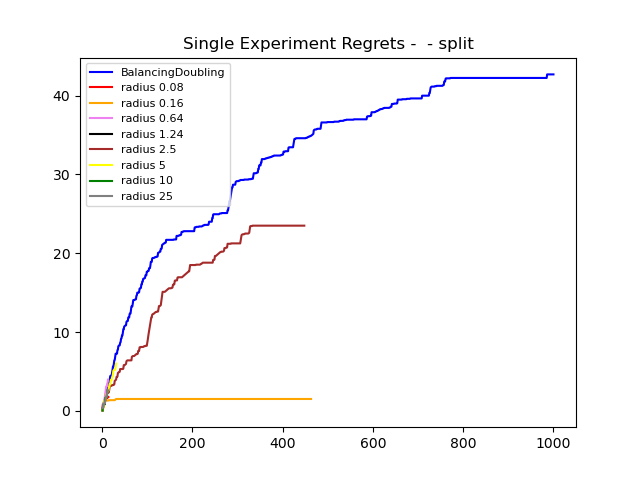 Single Experiment Regrets -  - split
BalancingDoubling
radius 0.08
radius 0.16
radius 0.64
radius 1.24
radius 2.5
radius 5
radius 10
radius 25
40
30
20
10
0
0 200 400 600 800 1000